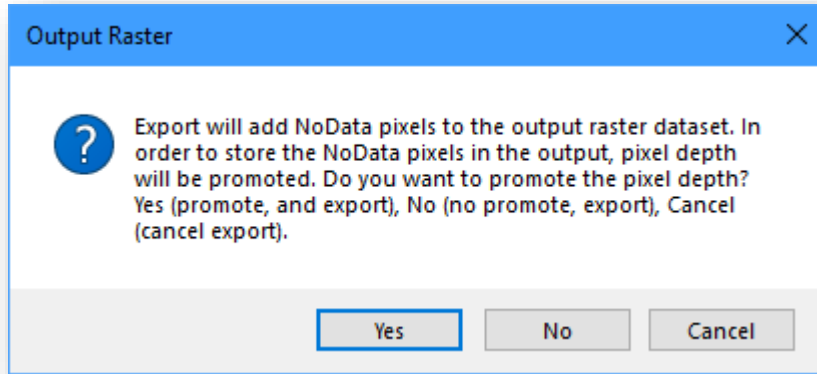 Output Raster
Export will add NoData pixels to the output raster dataset. In
order to store the NoData pixels in the output, pixel depth
will be promoted. Do you want to promote the pixel depth?
Yes (promote, and export), No (no promote, export), Cancel
(cancel export).
Yes No Cancel